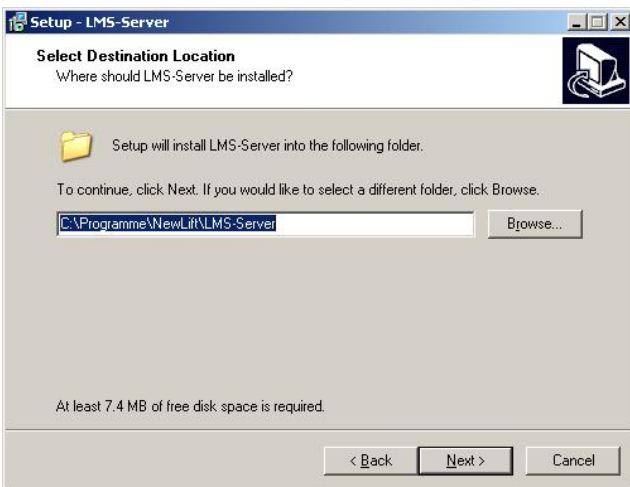 Setup - LMS-Server
Select Destination Location
Where should LMS-Server be installed?
Setup will install LMS-Server into the following folder.
To continue, click Next. If you would like to select a different folder, click Browse.
C:\Programme\NewLift\LMS-Server
Browse...
At least 7.4 MB of free disk space is required.
< Back Next > Cancel